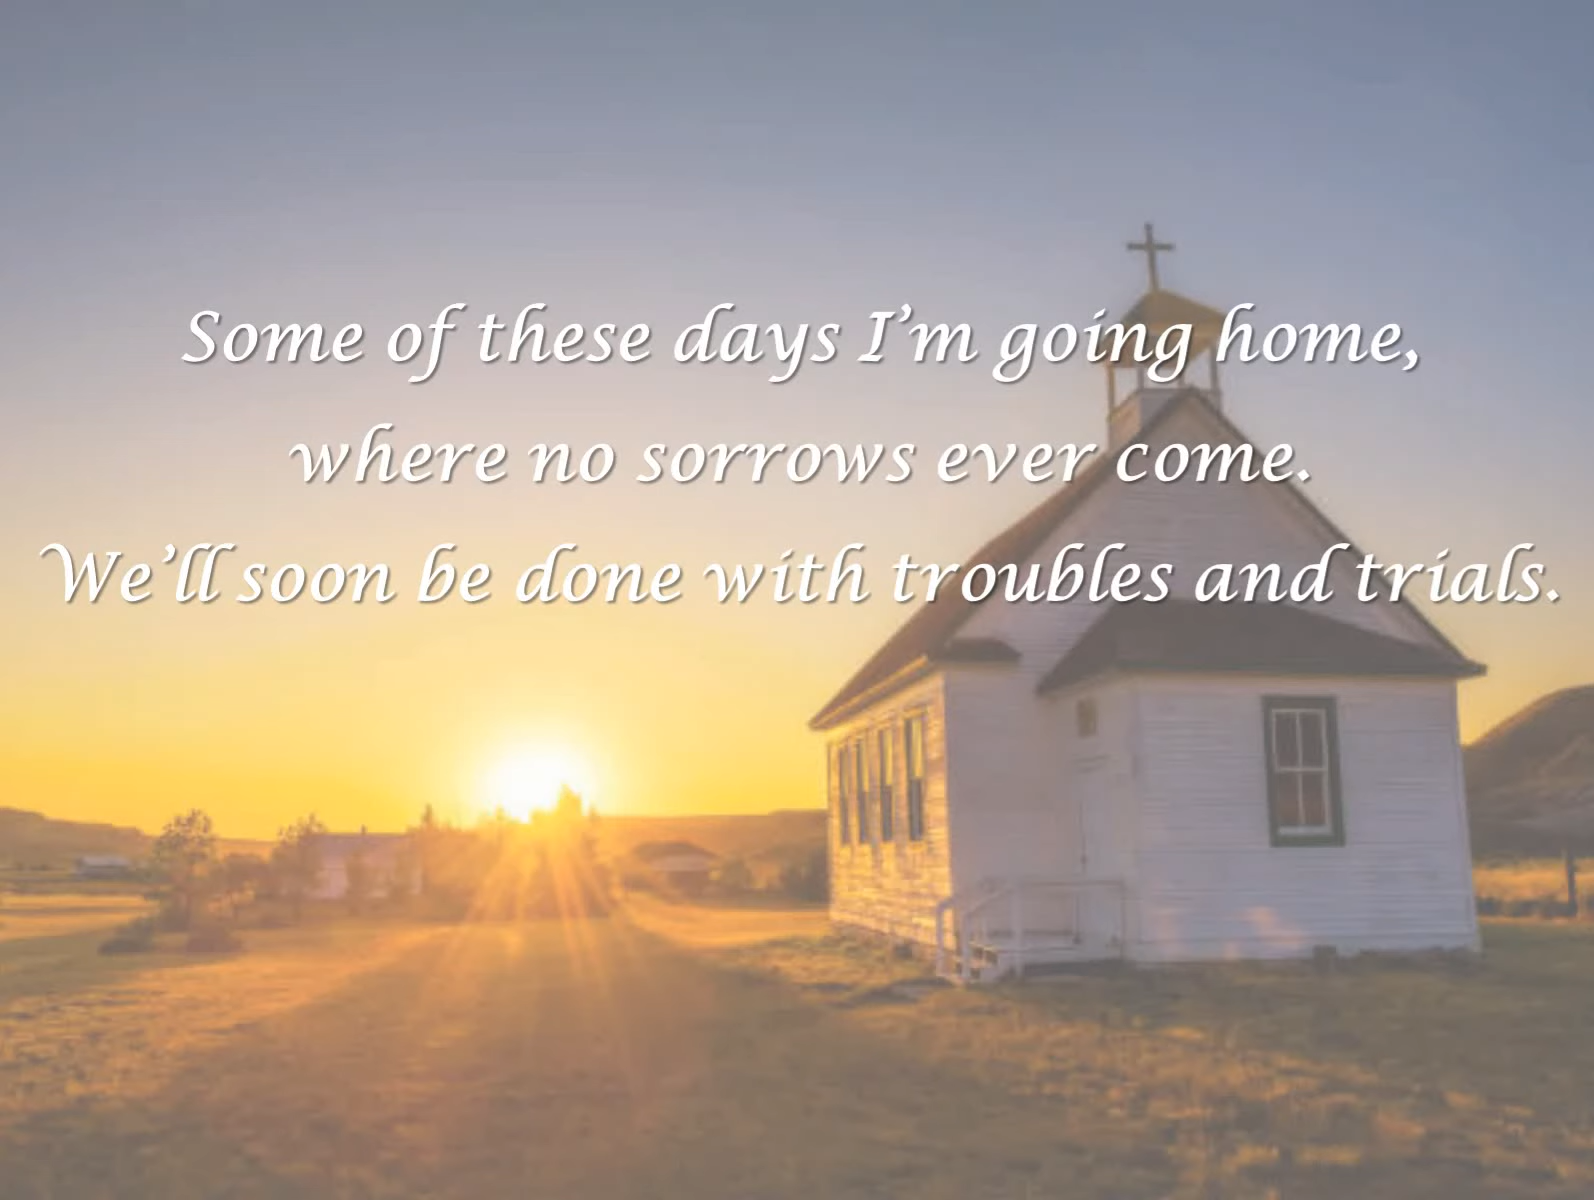 Some of these days I’m going home,
where no sorrows ever come.
We’ll soon be done with troubles and trials.